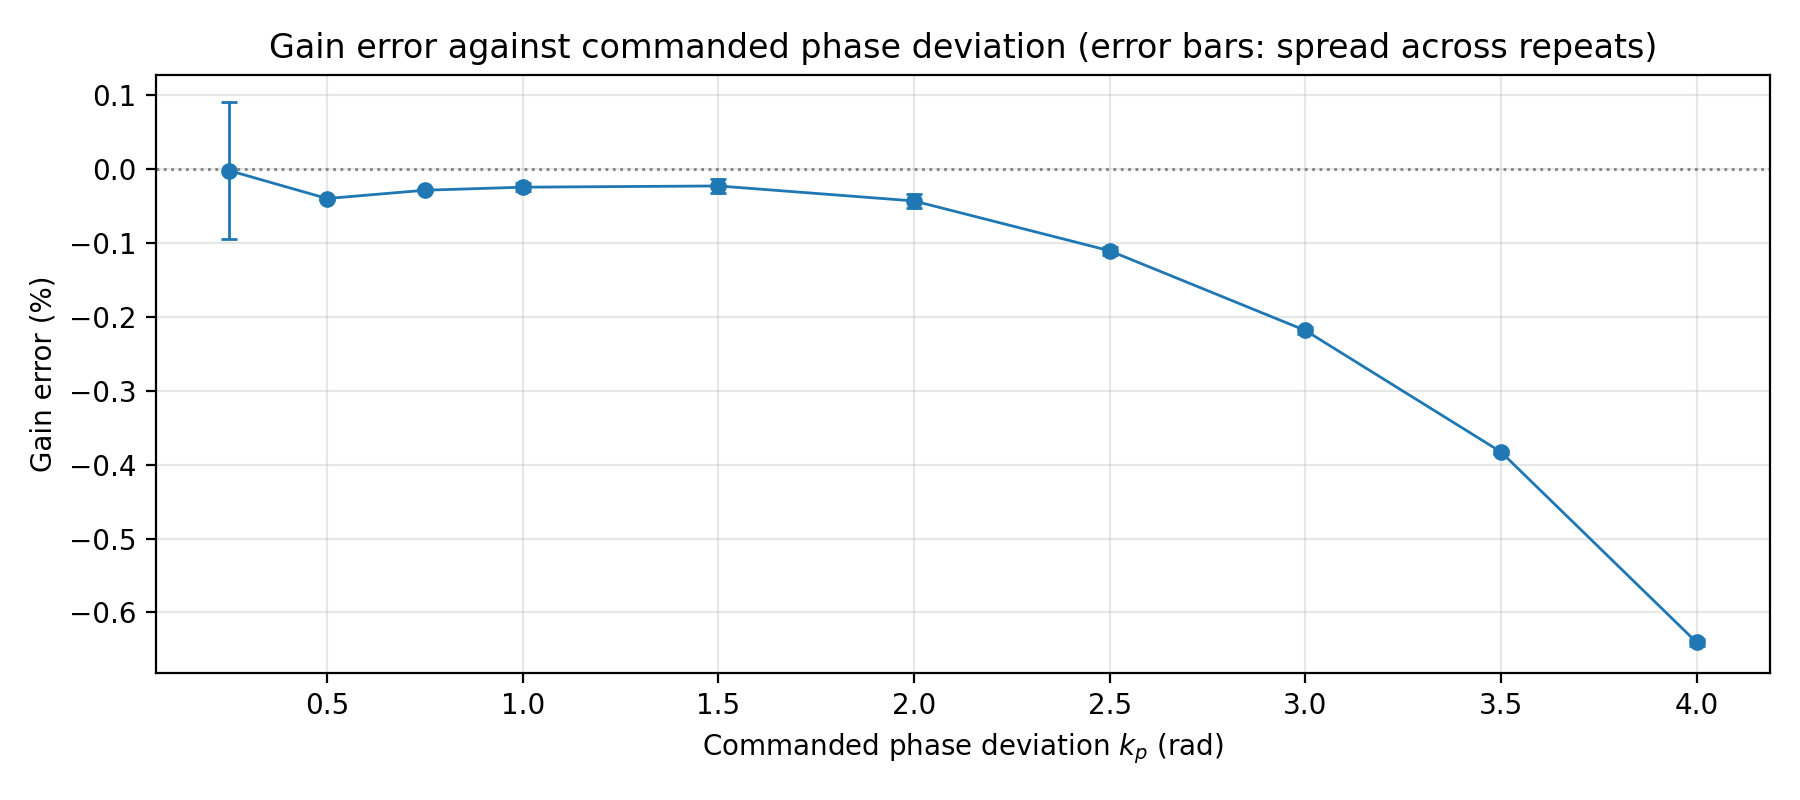 Gain error against commanded phase deviation (error bars: spread across repeats)
Gain error (%)
0.1
0.0
−0.1
−0.2
−0.3
−0.4
−0.5
−0.6
0.5 1.0 1.5 2.0 2.5 3.0 3.5 4.0
Commanded phase deviation kₚ (rad)